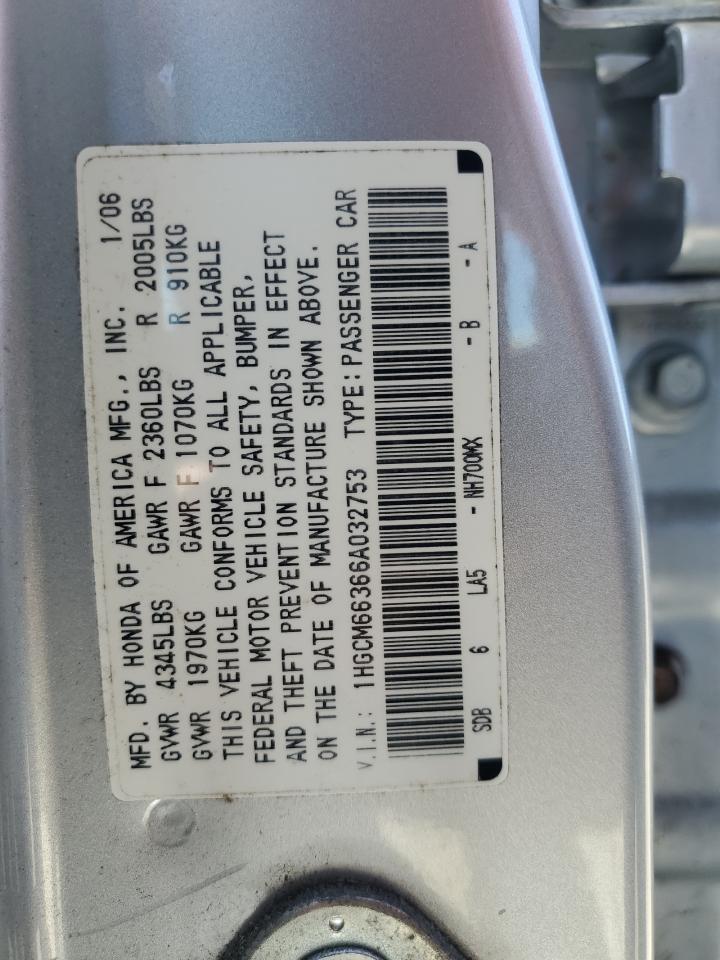 MFD. BY HONDA OF AMERICA MFG., INC. 1/06
GVWR 4345LBS GAWR F 2360LBS R 2005LBS
GVWR 1970KG GAWR F 1070KG R 910KG
THIS VEHICLE CONFORMS TO ALL APPLICABLE
FEDERAL MOTOR VEHICLE SAFETY, BUMPER,
AND THEFT PREVENTION STANDARDS IN EFFECT
ON THE DATE OF MANUFACTURE SHOWN ABOVE.
V.I.N.: 1HGCM66366A032753 TYPE: PASSENGER CAR
SDB 6 LA5 - NH700MX - B - A